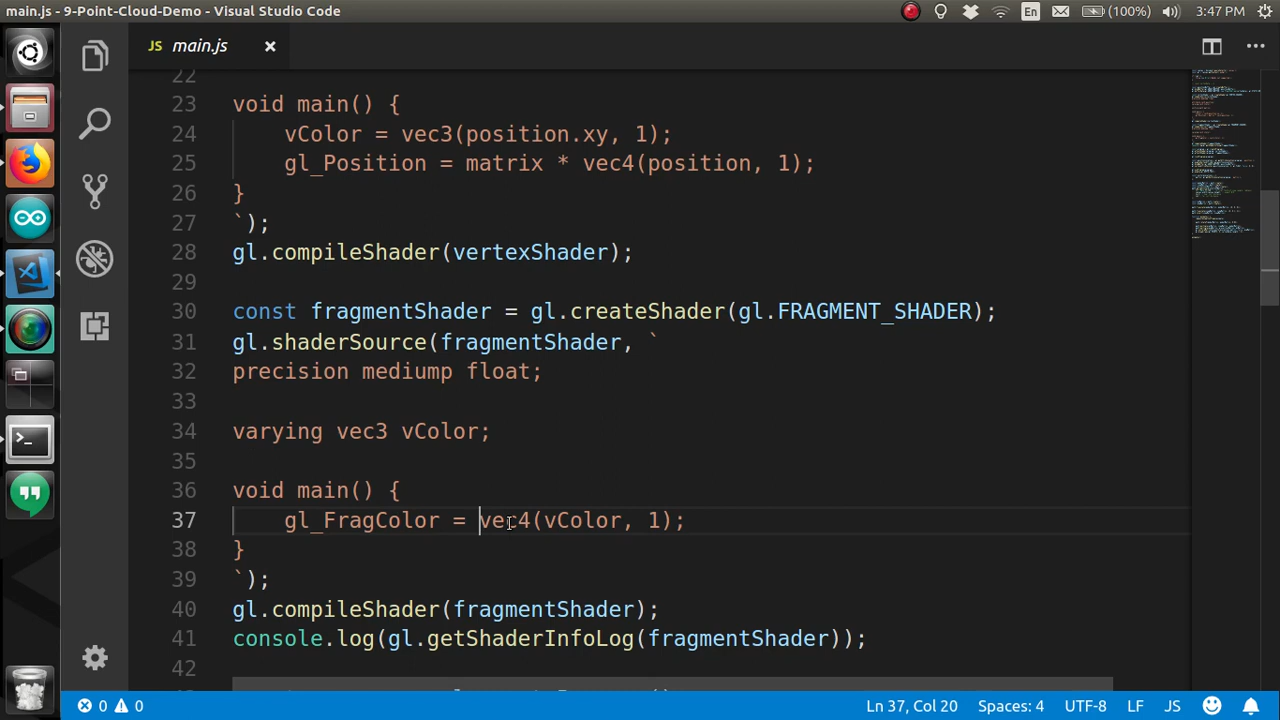 main.js - 9-Point-Cloud-Demo - Visual Studio Code
En
(100%)
3:47 PM
JS main.js
22
23 void main() {
24 vColor = vec3(position.xy, 1);
25 gl_Position = matrix * vec4(position, 1);
26 }
27 `);
28 gl.compileShader(vertexShader);
29
30 const fragmentShader = gl.createShader(gl.FRAGMENT_SHADER);
31 gl.shaderSource(fragmentShader, `
32 precision mediump float;
33
34 varying vec3 vColor;
35
36 void main() {
37 gl_FragColor = vec4(vColor, 1);
38 }
39 `);
40 gl.compileShader(fragmentShader);
41 console.log(gl.getShaderInfoLog(fragmentShader));
42
0 0 Ln 37, Col 20 Spaces: 4 UTF-8 LF JS